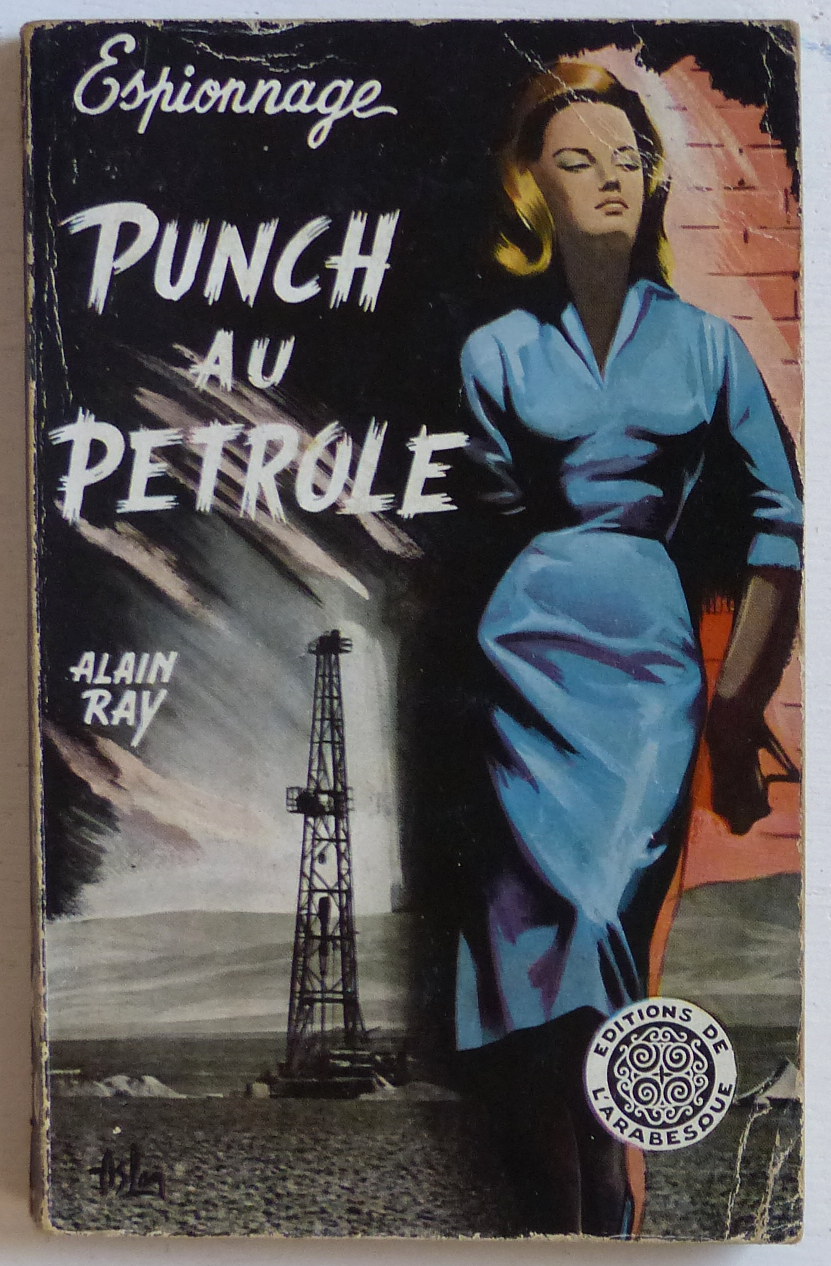 Espionnage
PUNCH
AU
PETROLE
ALAIN
RAY
EDITIONS DE
L'ARABESQUE
Aslan